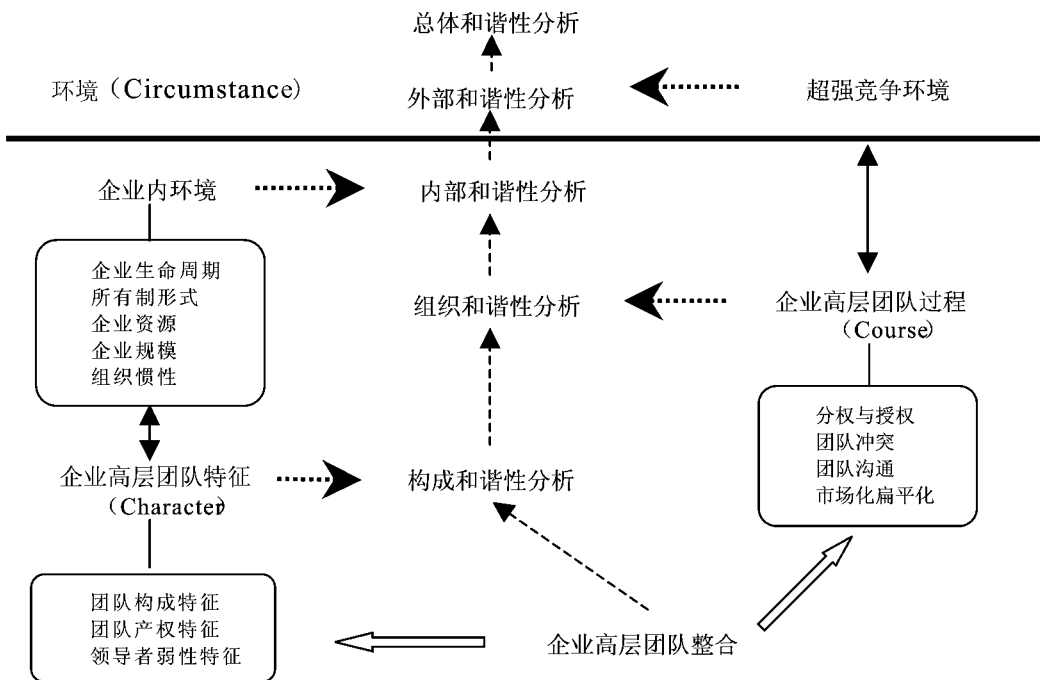 总体和谐性分析
环境（Circumstance)
外部和谐性分析
超强竞争环境
企业内环境
内部和谐性分析
企业生命周期
所有制形式
企业资源
企业规模
组织惯性
组织和谐性分析
企业高层团队过程
（Course)
分权与授权
团队冲突
团队沟通
市场化扁平化
企业高层团队特征
（Character)
构成和谐性分析
团队构成特征
团队产权特征
领导者弱性特征
企业高层团队整合